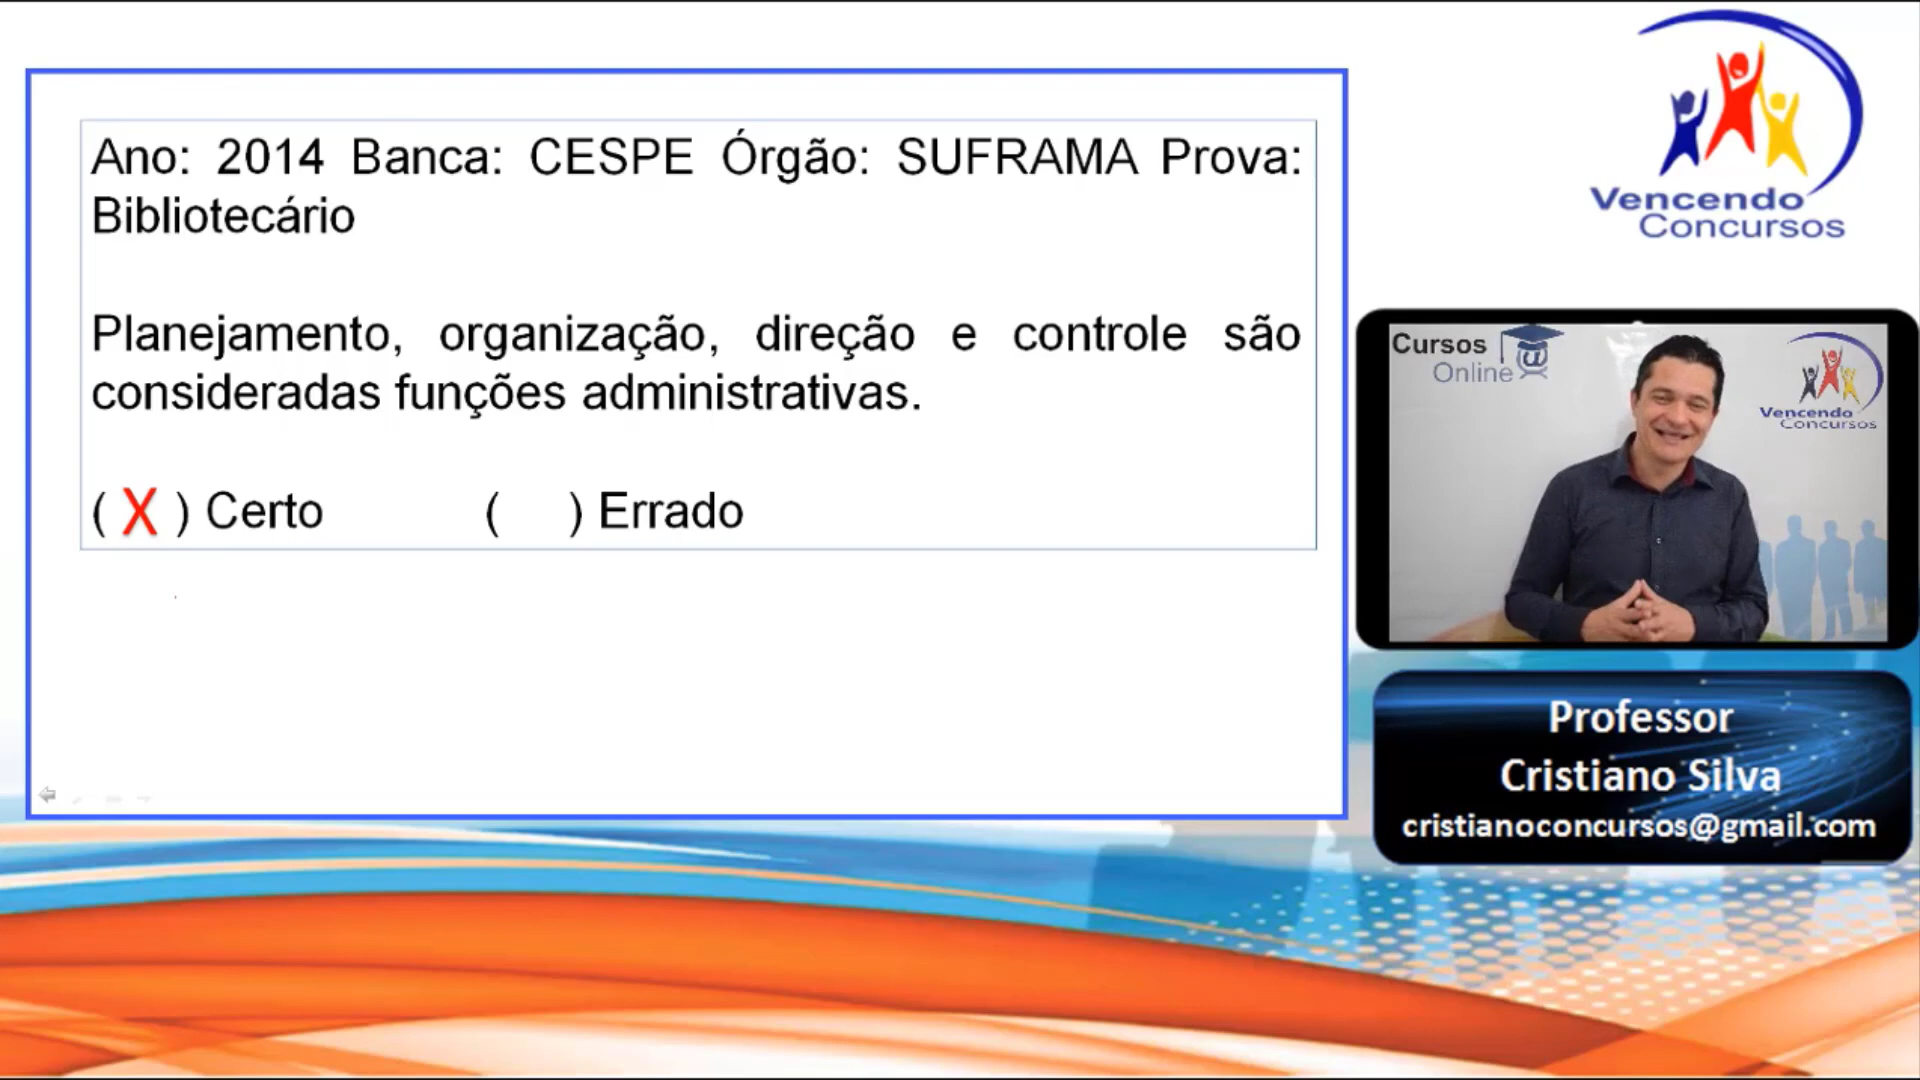 Ano: 2014 Banca: CESPE Órgão: SUFRAMA Prova:
Bibliotecário
Planejamento, organização, direção e controle são
consideradas funções administrativas.
( X ) Certo ( ) Errado
Vencendo
Concursos
Cursos
Online
Vencendo
Concursos
Professor
Cristiano Silva
cristianoconcursos@gmail.com